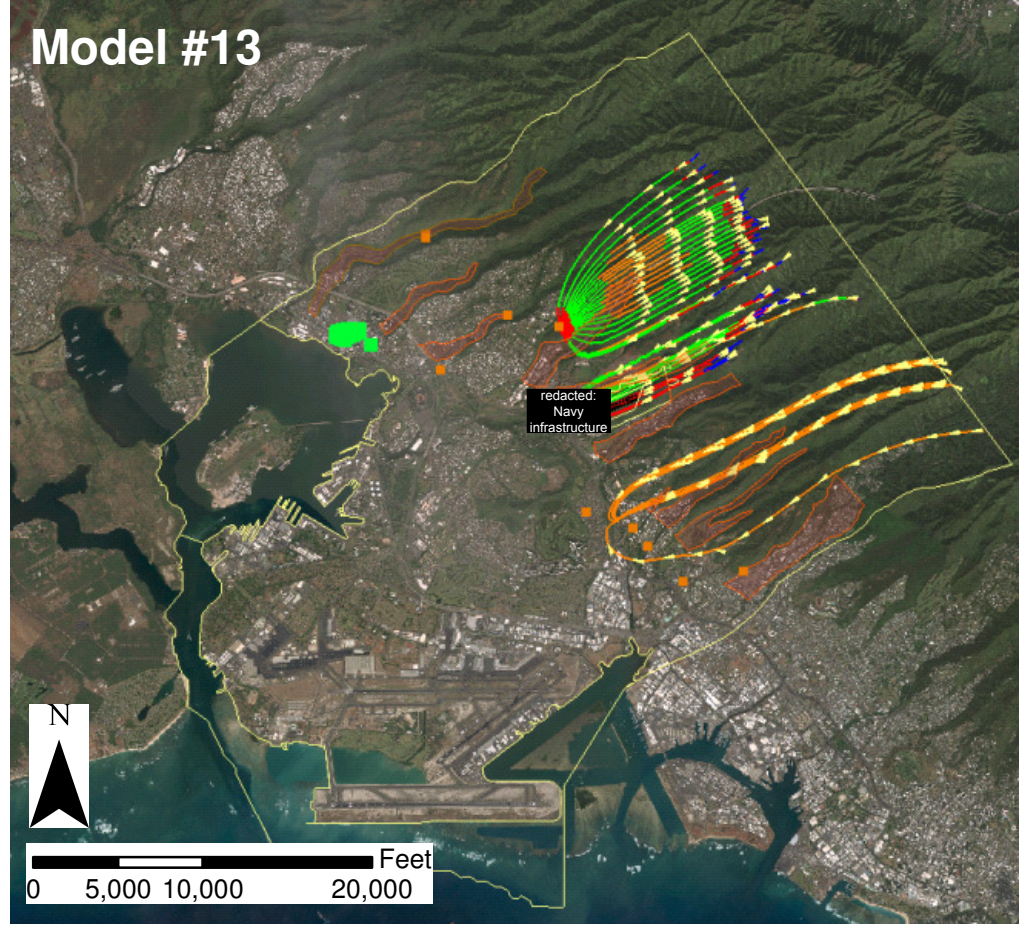 Model #13
redacted:
Navy
infrastructure
N
Feet
0 5,000 10,000 20,000